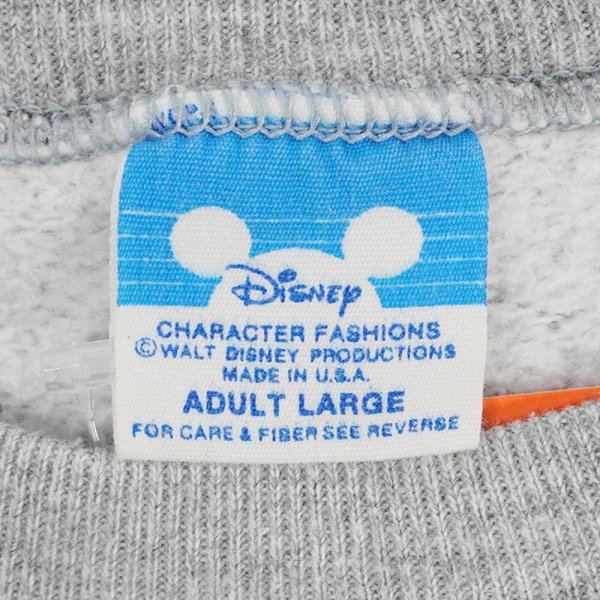 Disney
CHARACTER FASHIONS
©WALT DISNEY PRODUCTIONS
MADE IN U.S.A.
ADULT LARGE
FOR CARE & FIBER SEE REVERSE